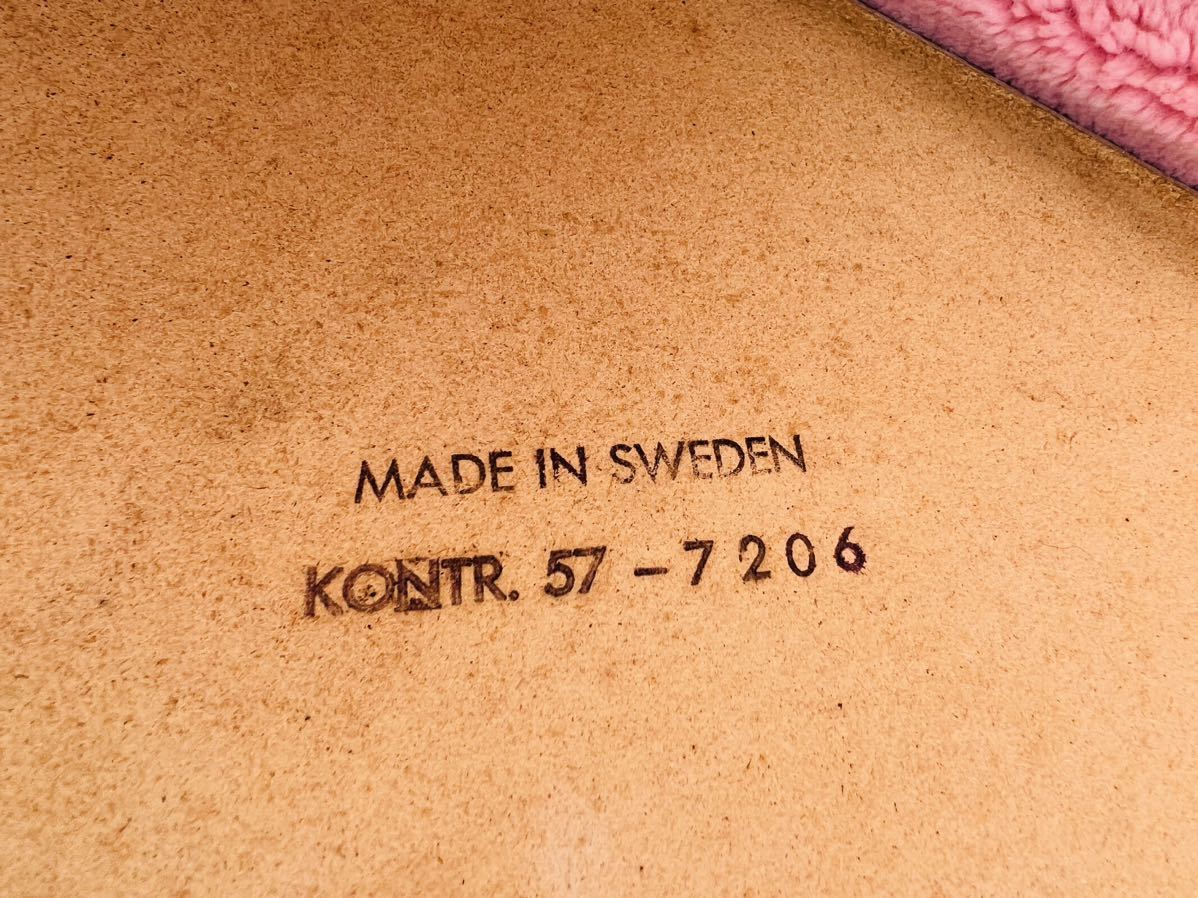 MADE IN SWEDEN
KONTR. 57 – 7206